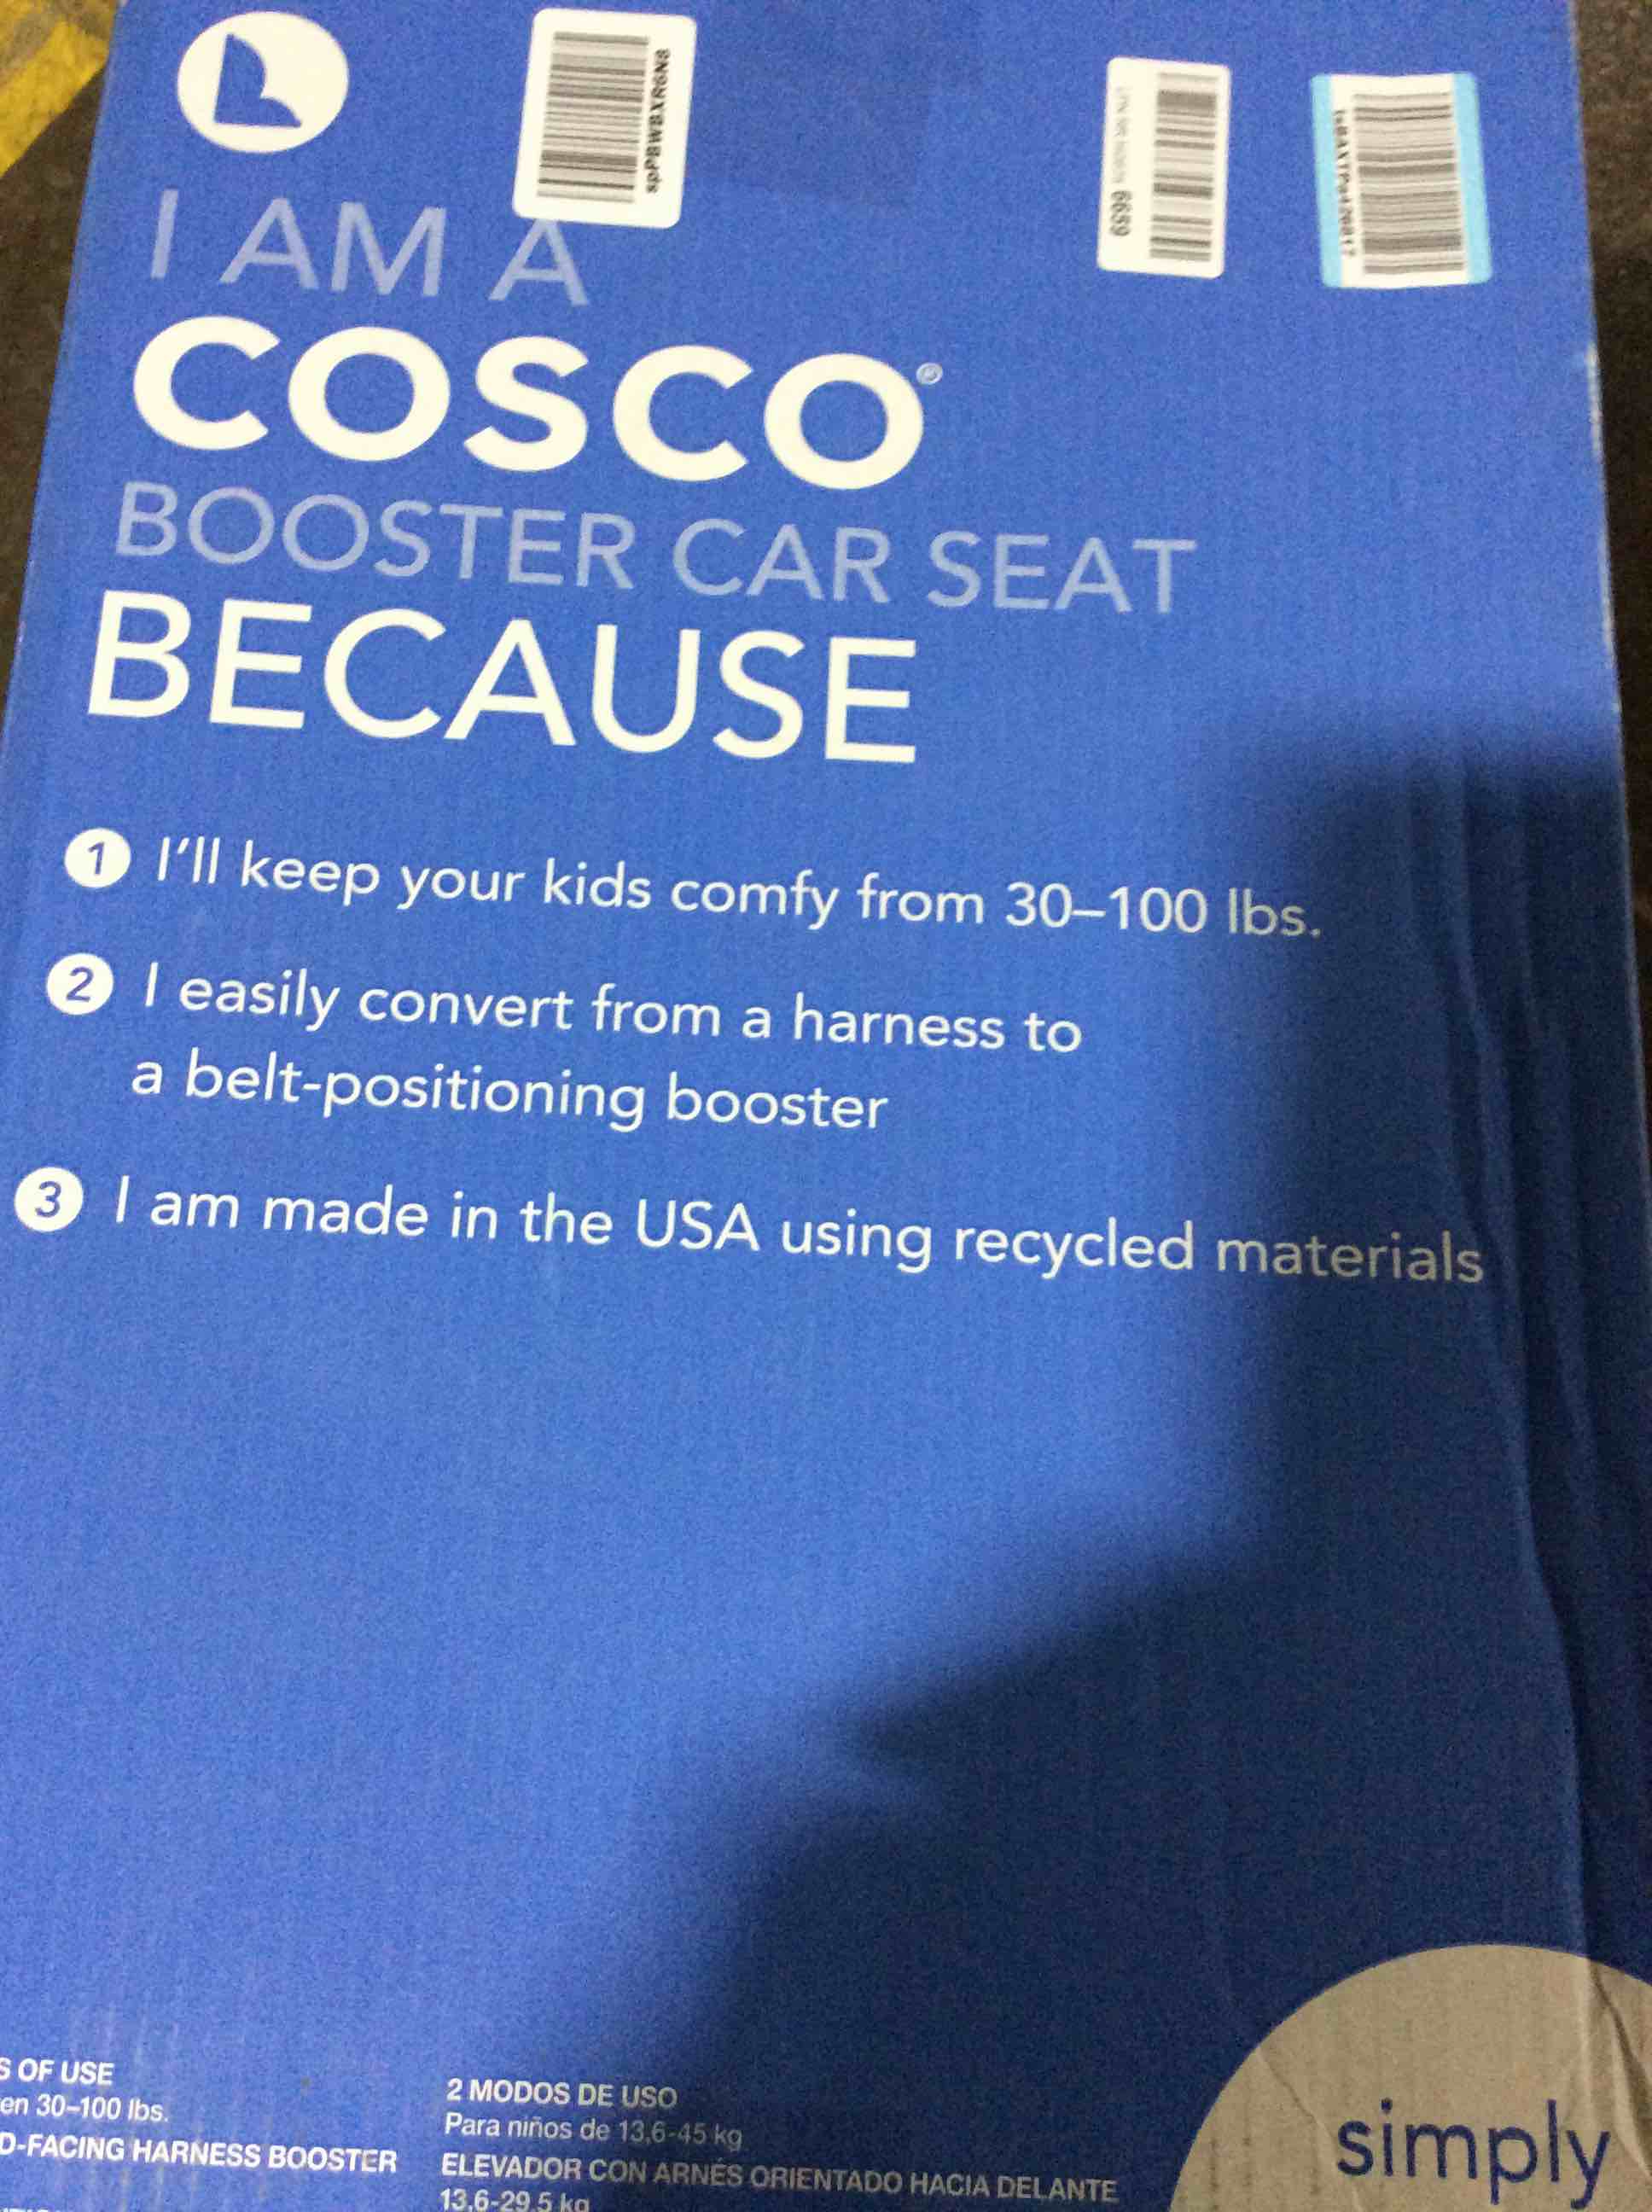 spPBWBXR6N8
6689
I AM A
COSCO®
BOOSTER CAR SEAT
BECAUSE
1 I'll keep your kids comfy from 30–100 lbs.
2 I easily convert from a harness to
a belt-positioning booster
3 I am made in the USA using recycled materials
S OF USE
en 30–100 lbs.
D-FACING HARNESS BOOSTER
2 MODOS DE USO
Para niños de 13,6-45 kg
ELEVADOR CON ARNÉS ORIENTADO HACIA DELANTE
13,6-29,5 kg
simply